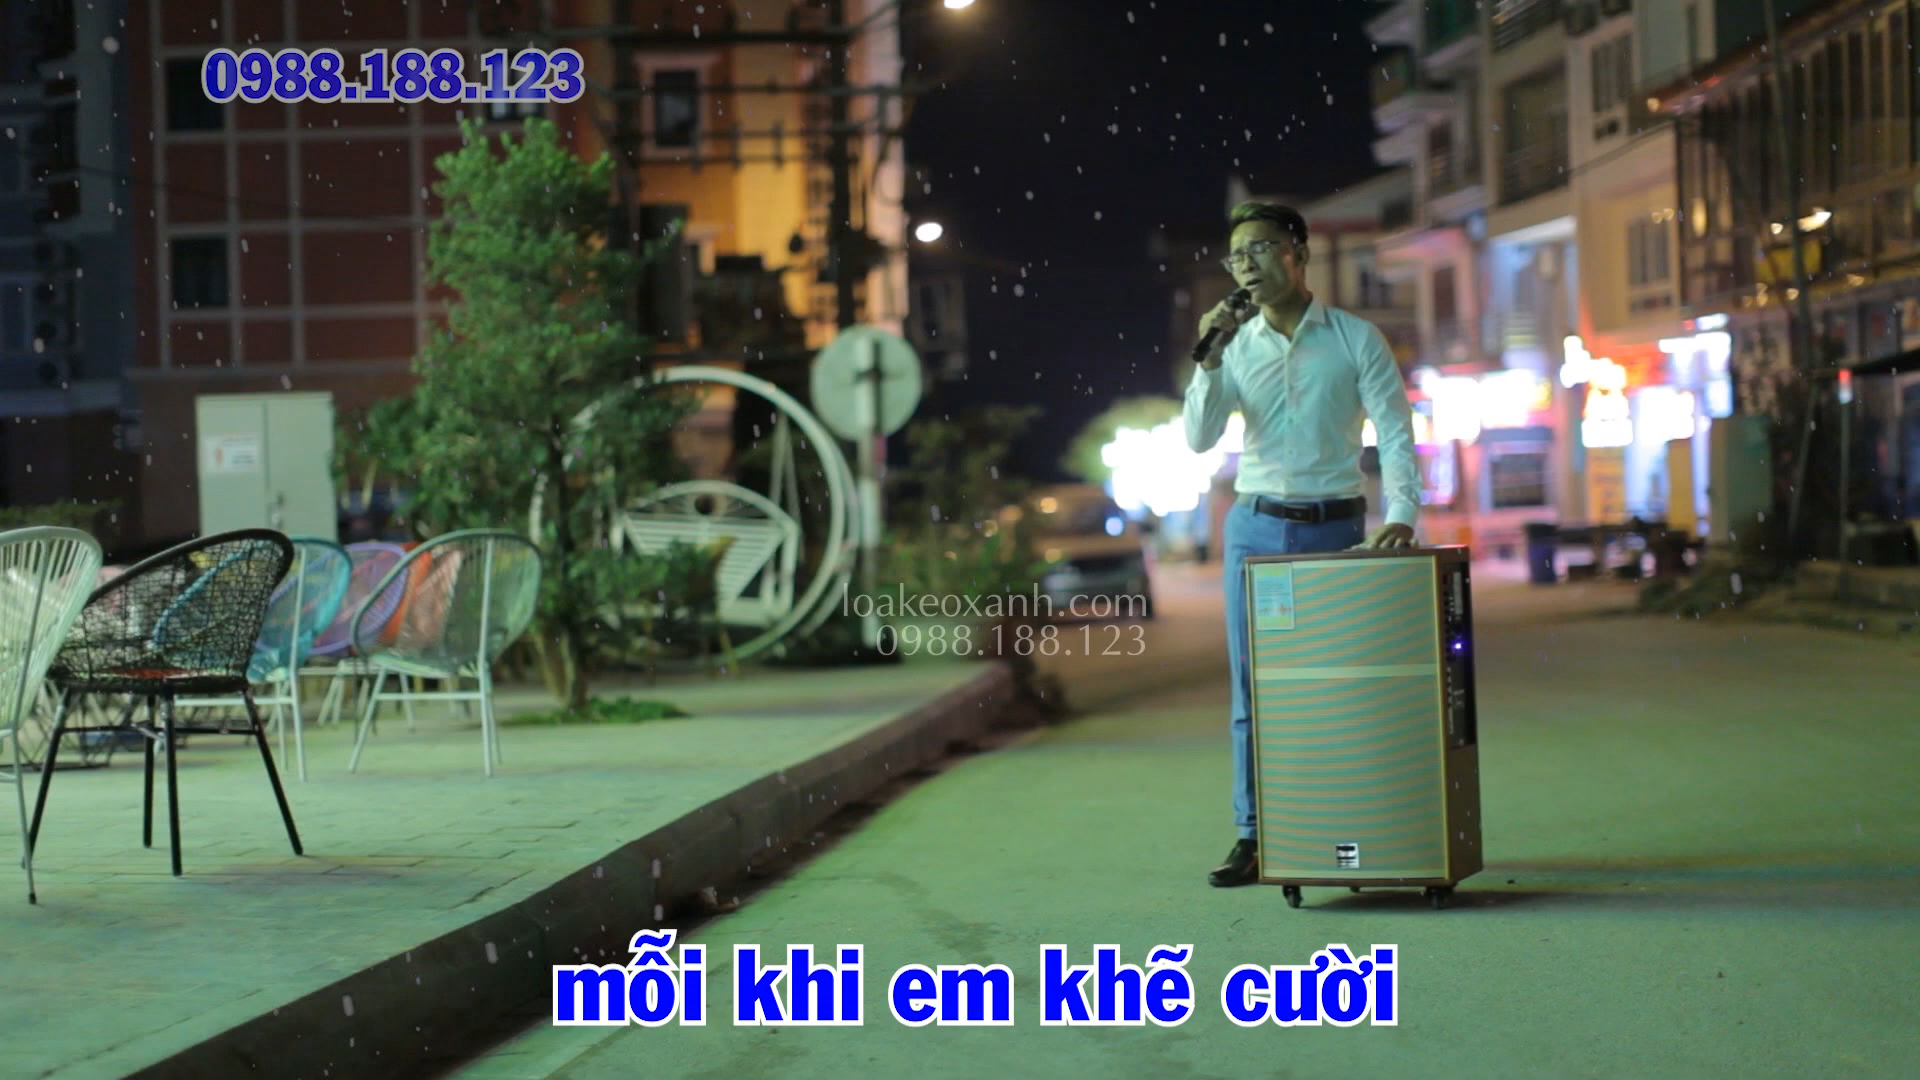 0988.188.123
loakeoxanh.com
0988.188.123
mỗi khi em khẽ cười